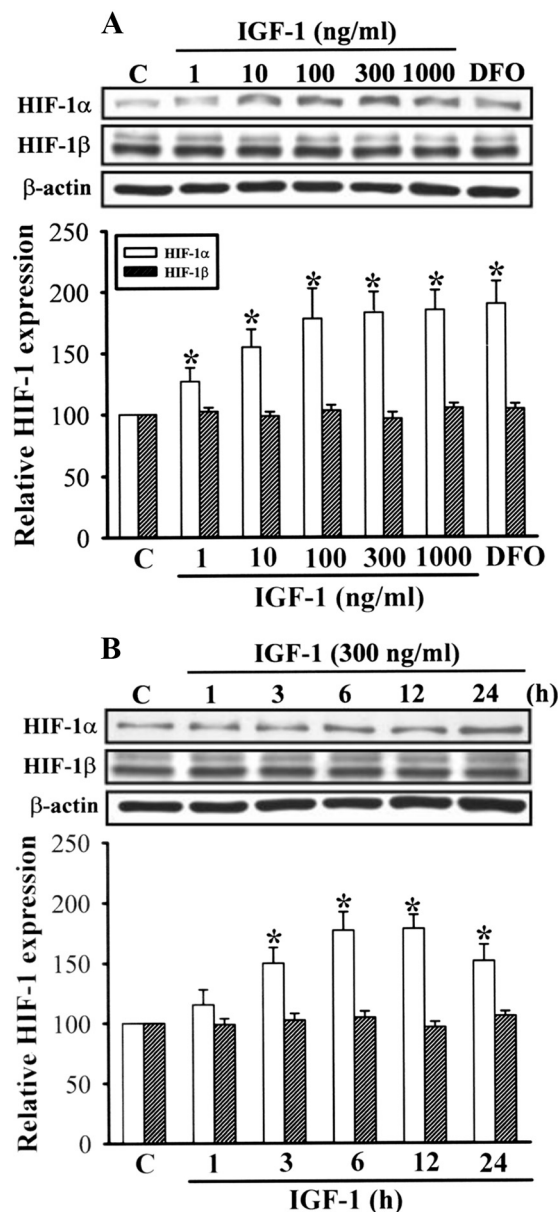 A
IGF-1 (ng/ml)
C 1 10 100 300 1000 DFO
HIF-1α
HIF-1β
β-actin
250
200
150
100
50
0
Relative HIF-1 expression
HIF-1α
HIF-1β
* * * * * *
C 1 10 100 300 1000 DFO
IGF-1 (ng/ml)
B
IGF-1 (300 ng/ml)
C 1 3 6 12 24 (h)
HIF-1α
HIF-1β
β-actin
250
200
150
100
50
0
Relative HIF-1 expression
* * * *
C 1 3 6 12 24
IGF-1 (h)